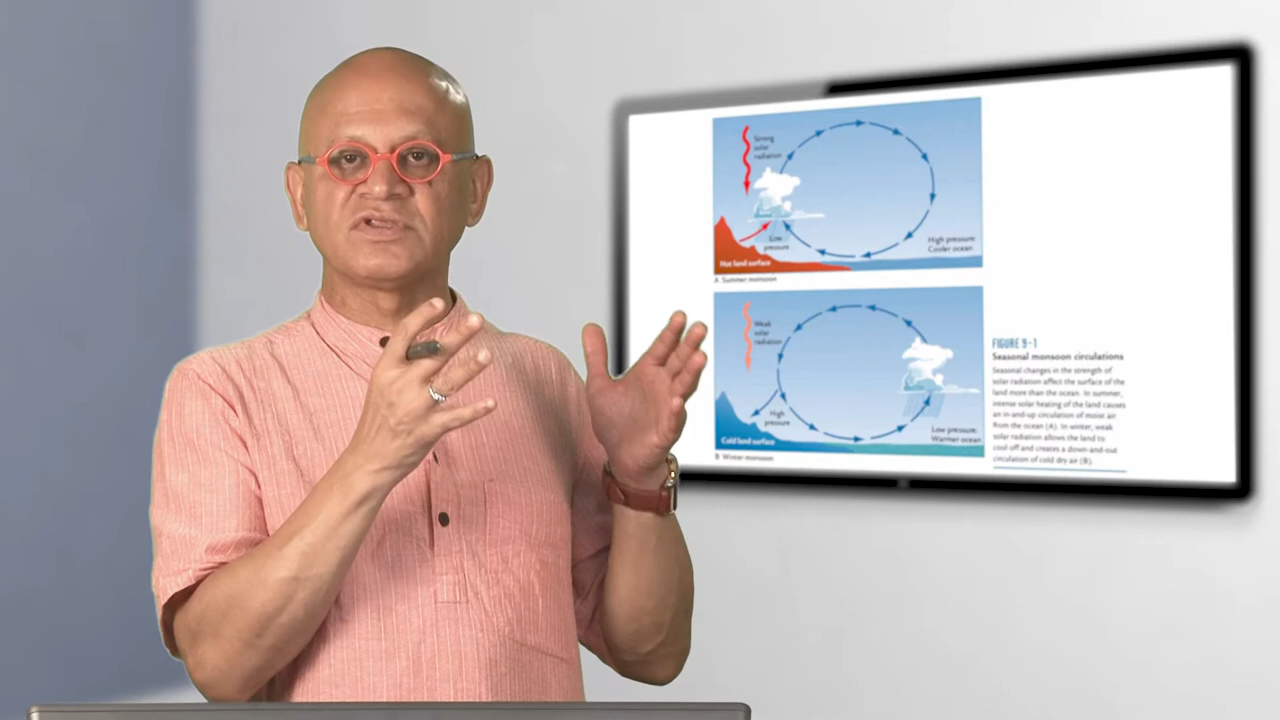 Strong
solar
radiation
Low
pressure
High pressure:
Cooler ocean
Hot land surface
A Summer monsoon
Weak
solar
radiation
High
pressure
Low pressure:
Warmer ocean
Cold land surface
B Winter monsoon
FIGURE 9-1
Seasonal monsoon circulations
Seasonal changes in the strength of
solar radiation affect the surface of the
land more than the ocean. In summer,
intense solar heating of the land causes
an in-and-up circulation of moist air
from the ocean (A). In winter, weak
solar radiation allows the land to
cool off and creates a down-and-out
circulation of cold dry air (B).